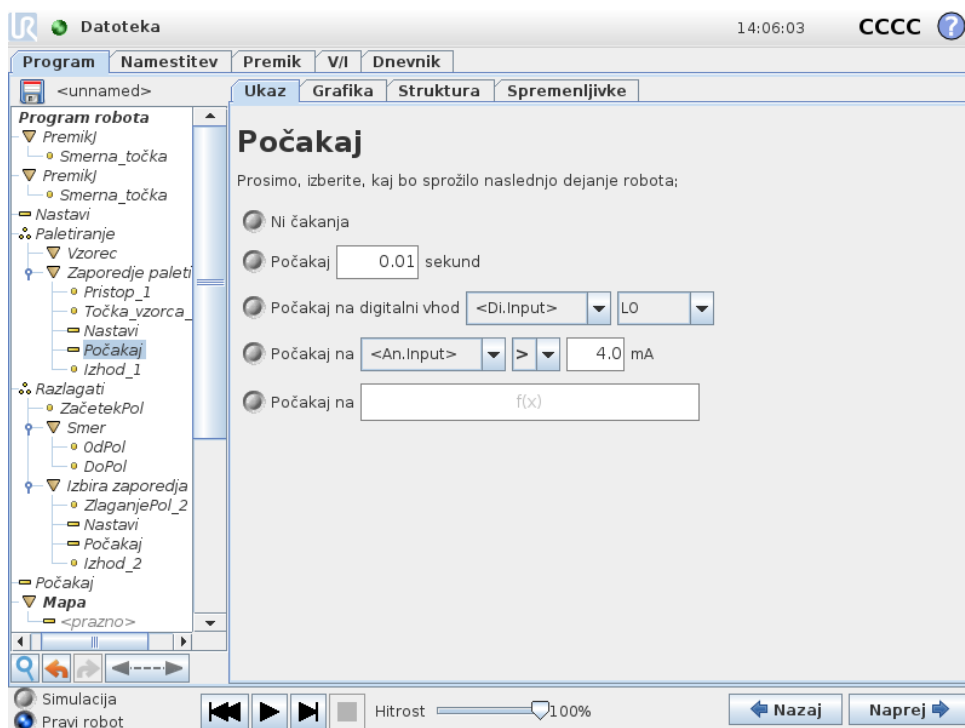 UR Datoteka 14:06:03 CCCC ?
Program Namestitev Premik V/I Dnevnik
<unnamed>
Ukaz Grafika Struktura Spremenljivke
Program robota
PremikJ
Smerna_točka
PremikJ
Smerna_točka
Nastavi
Paletiranje
Vzorec
Zaporedje paleti
Pristop_1
Točka_vzorca_
Nastavi
Počakaj
Izhod_1
Razlagati
ZačetekPol
Smer
OdPol
DoPol
Izbira zaporedja
ZlaganjePol_2
Nastavi
Počakaj
Izhod_2
Počakaj
Mapa
<prazno>
Počakaj
Prosimo, izberite, kaj bo sprožilo naslednjo dejanje robota;
Ni čakanja
Počakaj 0.01 sekund
Počakaj na digitalni vhod <Di.Input> LO
Počakaj na <An.Input> > 4.0 mA
Počakaj na f(x)
Simulacija
Pravi robot
Hitrost 100%
Nazaj Naprej